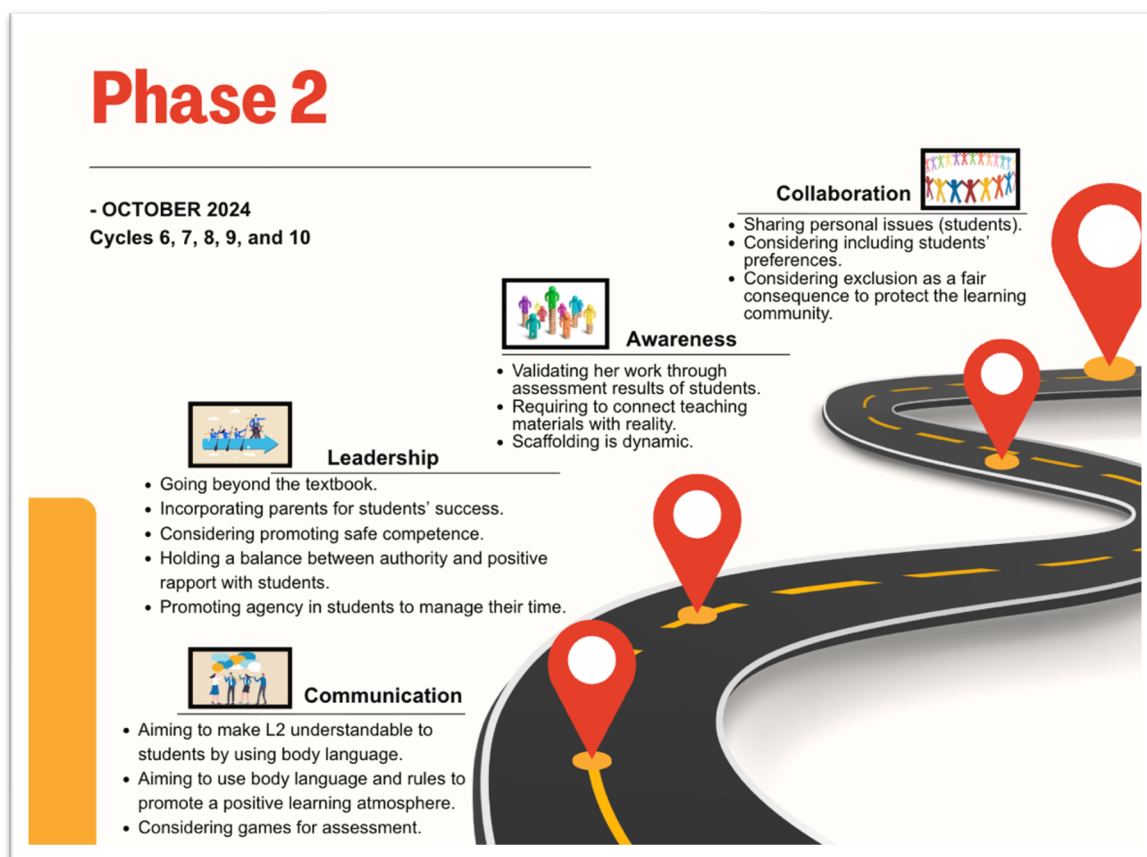 Phase 2
- OCTOBER 2024
Cycles 6, 7, 8, 9, and 10
Collaboration
• Sharing personal issues (students).
• Considering including students'
preferences.
• Considering exclusion as a fair
consequence to protect the learning
community.
Awareness
• Validating her work through
assessment results of students.
• Requiring to connect teaching
materials with reality.
• Scaffolding is dynamic.
Leadership
• Going beyond the textbook.
• Incorporating parents for students' success.
• Considering promoting safe competence.
• Holding a balance between authority and positive
rapport with students.
• Promoting agency in students to manage their time.
Communication
• Aiming to make L2 understandable to
students by using body language.
• Aiming to use body language and rules to
promote a positive learning atmosphere.
• Considering games for assessment.